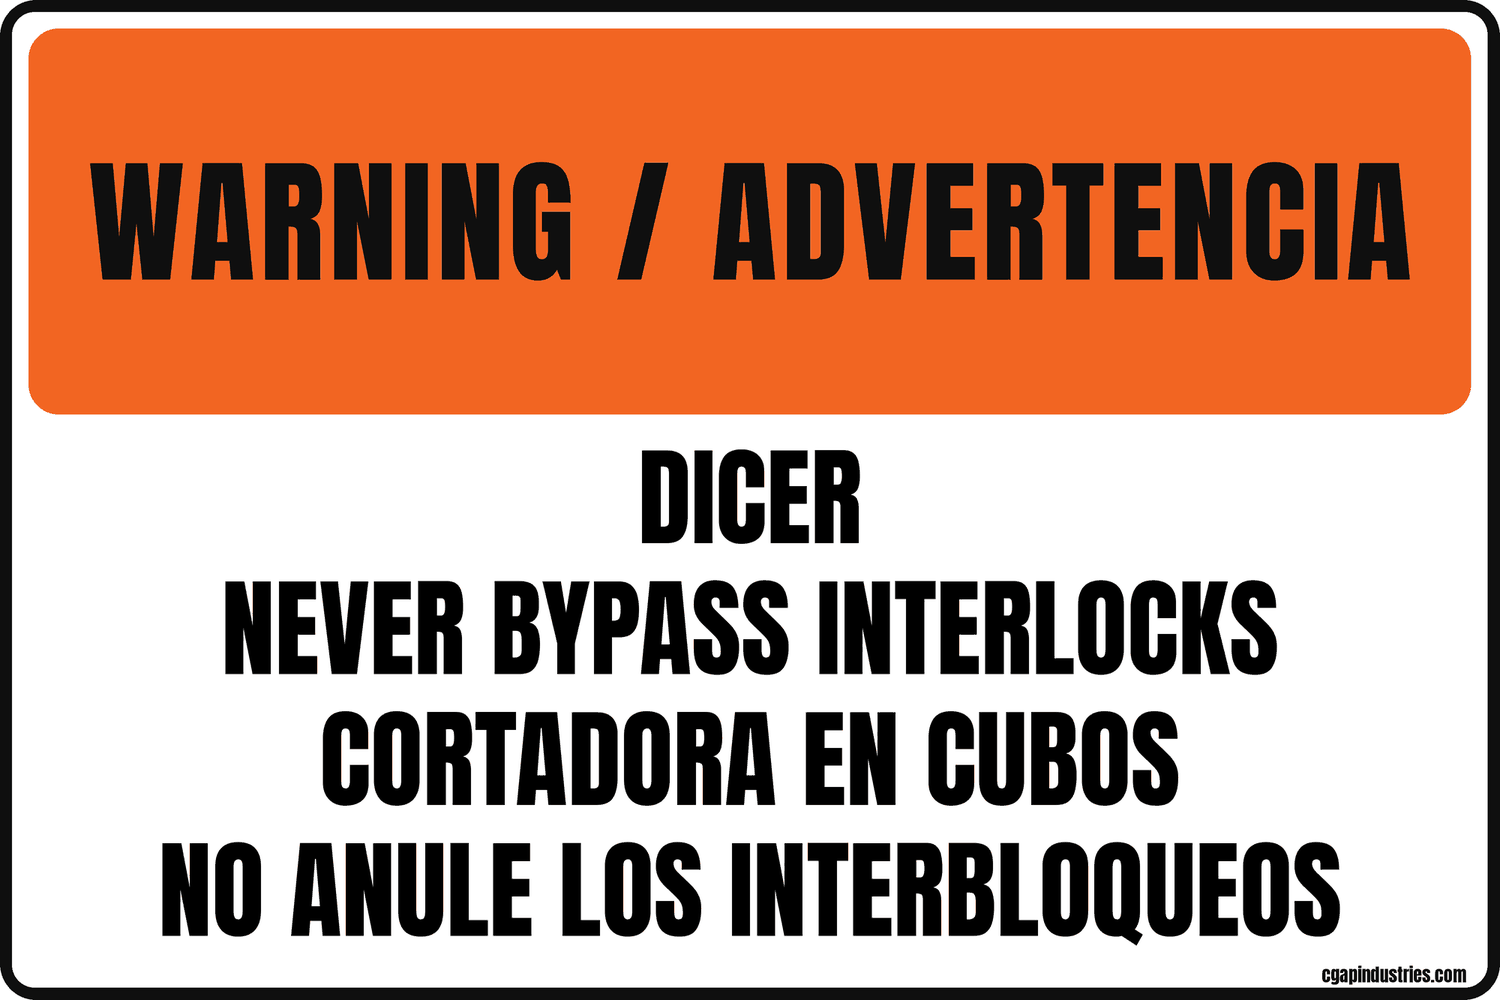 WARNING / ADVERTENCIA
DICER
NEVER BYPASS INTERLOCKS
CORTADORA EN CUBOS
NO ANULE LOS INTERBLOQUEOS
cgapindustries.com